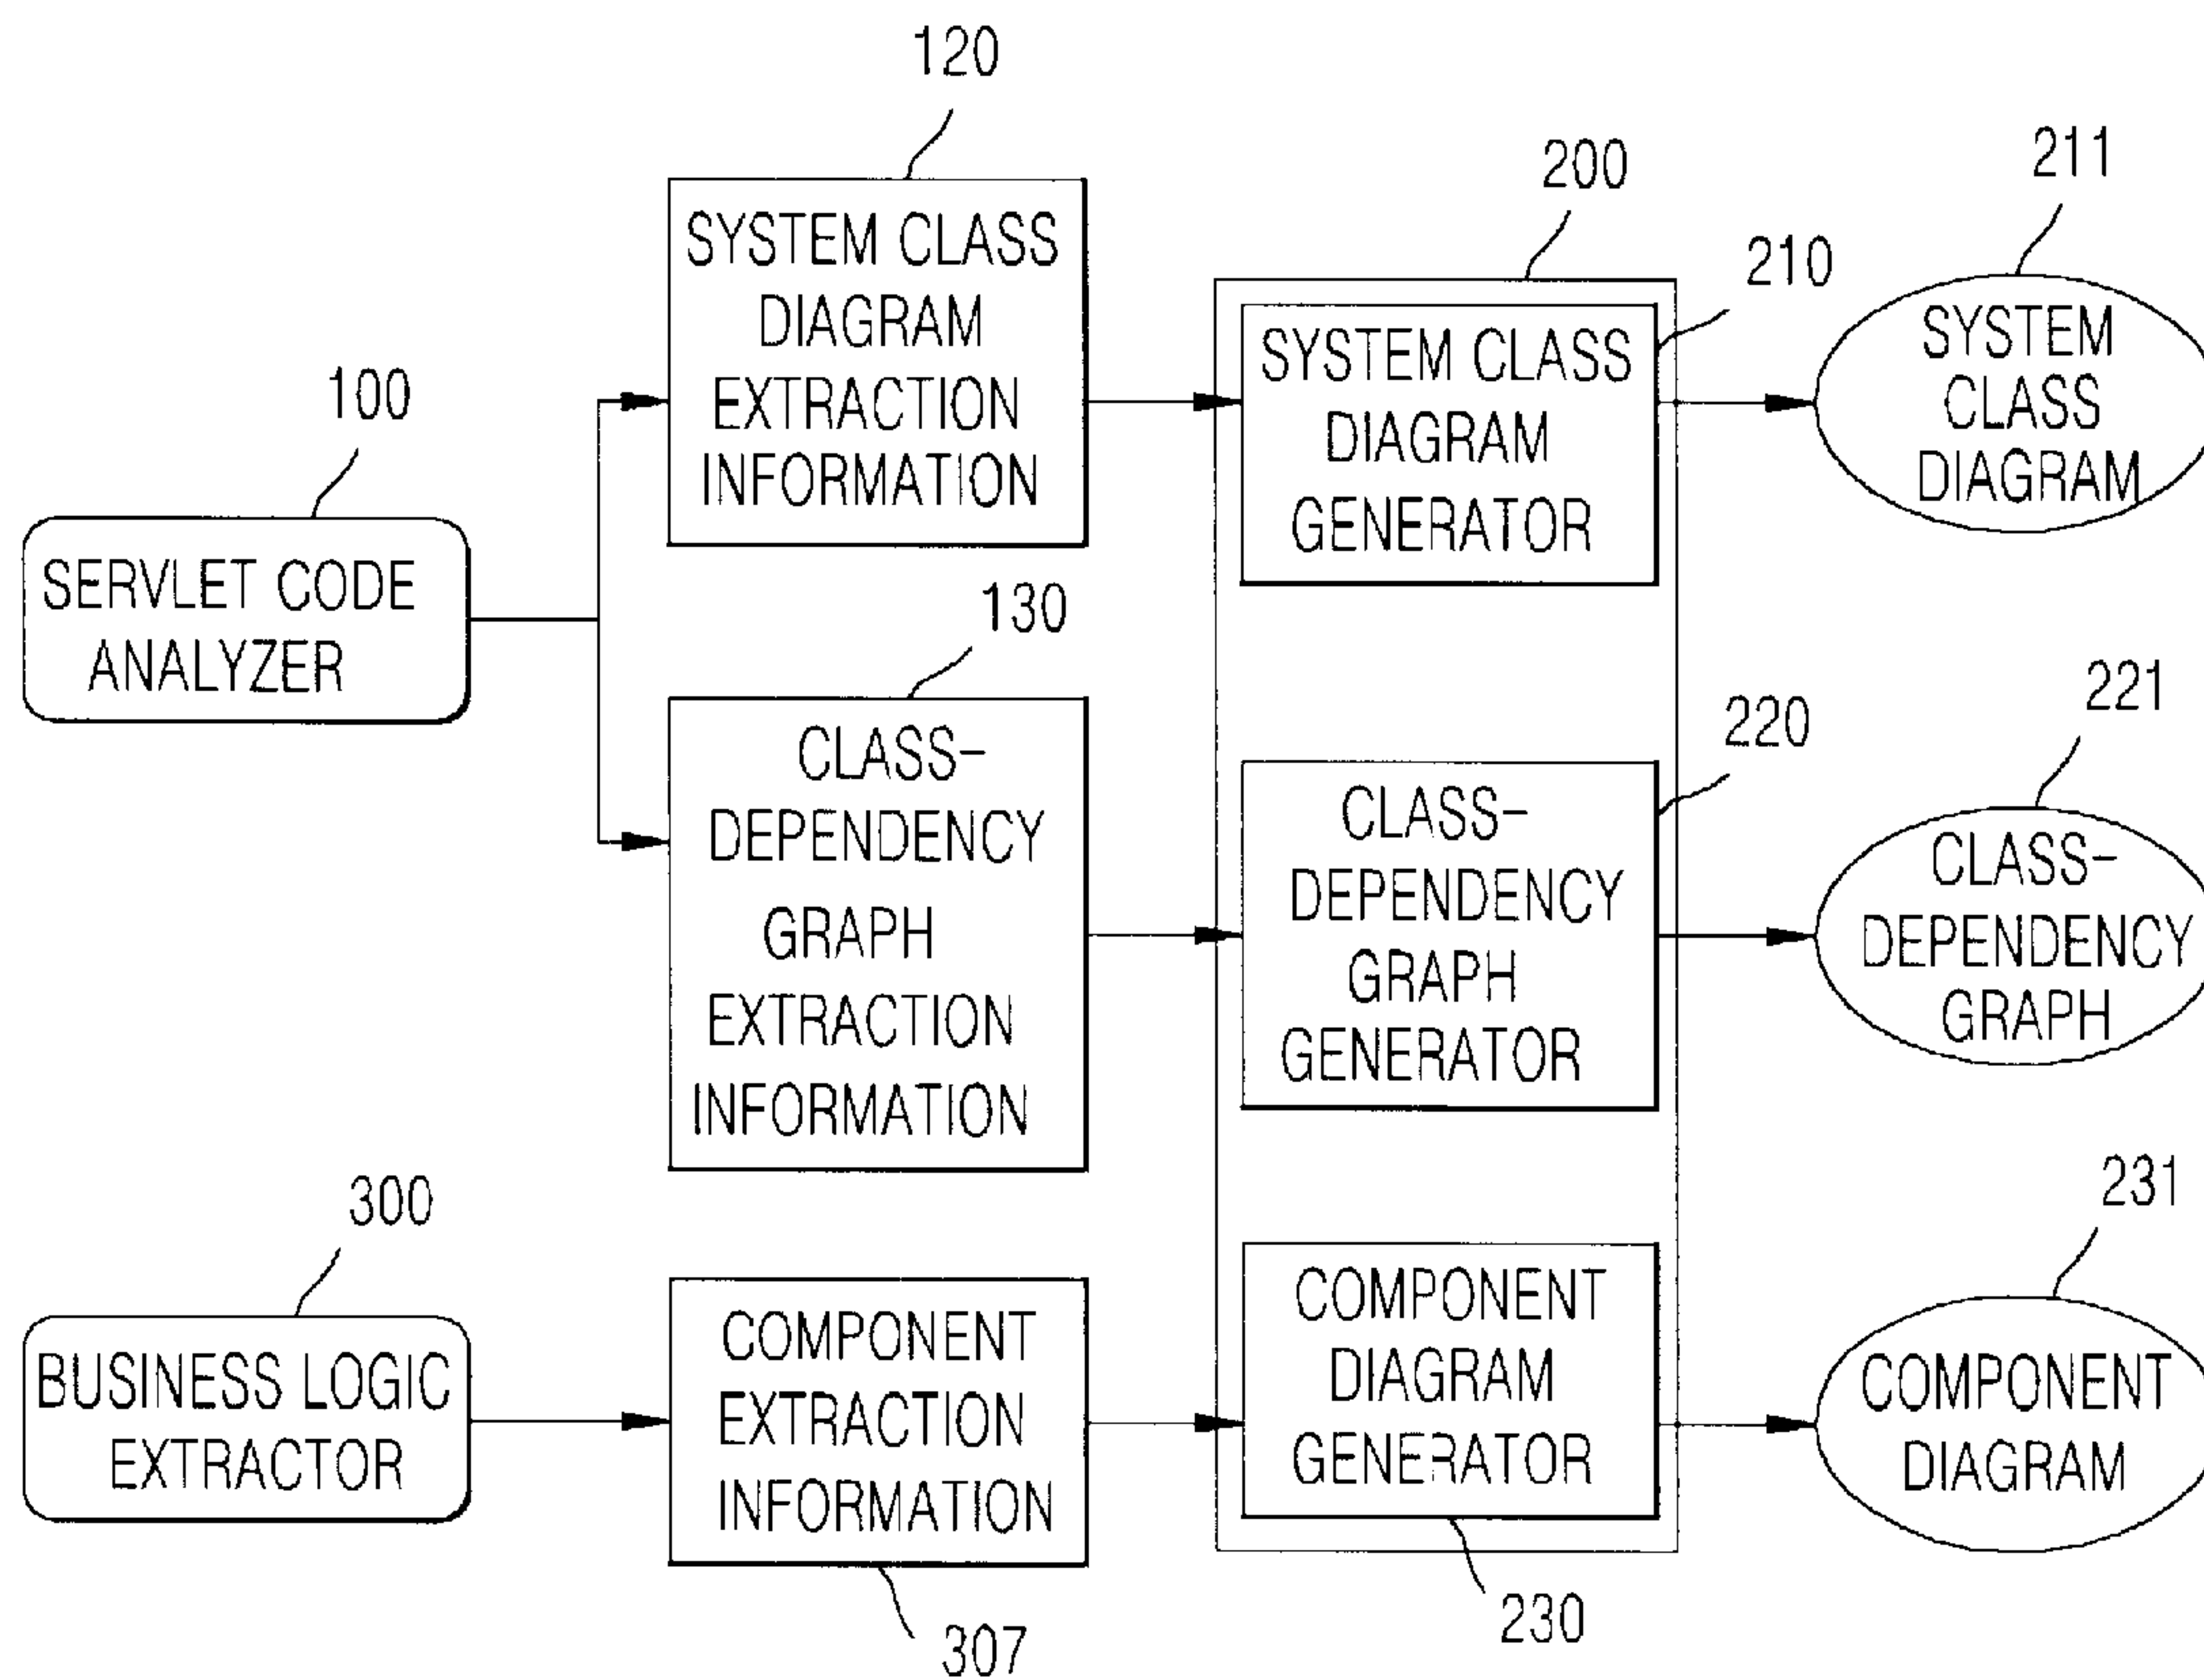 120
SYSTEM CLASS
DIAGRAM
EXTRACTION
INFORMATION
100
SERVLET CODE
ANALYZER
130
CLASS-
DEPENDENCY
GRAPH
EXTRACTION
INFORMATION
300
BUSINESS LOGIC
EXTRACTOR
COMPONENT
EXTRACTION
INFORMATION
307
200
210
SYSTEM CLASS
DIAGRAM
GENERATOR
220
CLASS-
DEPENDENCY
GRAPH
GENERATOR
COMPONENT
DIAGRAM
GENERATOR
230
211
SYSTEM
CLASS
DIAGRAM
221
CLASS-
DEPENDENCY
GRAPH
231
COMPONENT
DIAGRAM